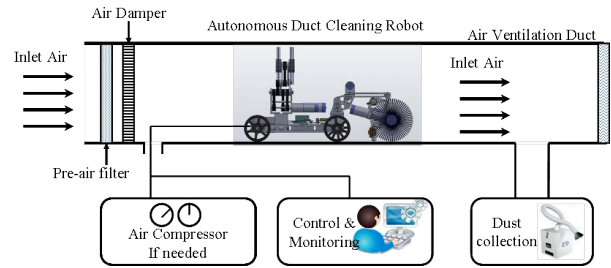 Air Damper
Autonomous Duct Cleaning Robot
Air Ventilation Duct
Inlet Air
Inlet Air
Pre-air filter
Air Compressor
If needed
Control &
Monitoring
Dust
collection